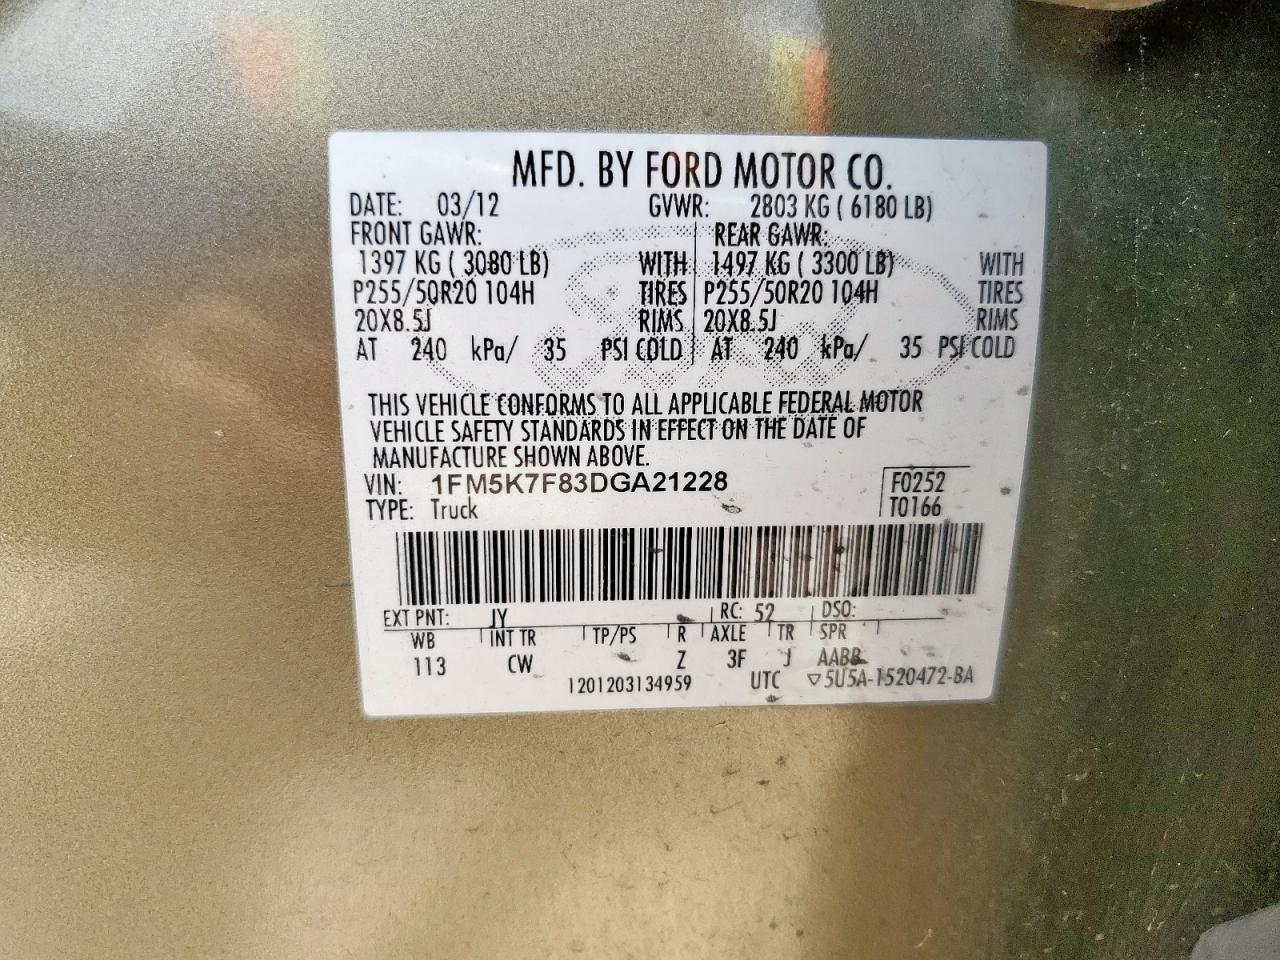 MFD. BY FORD MOTOR CO.
DATE: 03/12 GVWR: 2803 KG ( 6180 LB)
FRONT GAWR: REAR GAWR:
1397 KG ( 3080 LB) WITH 1497 KG ( 3300 LB) WITH
P255/50R20 104H TIRES P255/50R20 104H TIRES
20X8.5J RIMS 20X8.5J RIMS
AT 240 kPa/ 35 PSI COLD AT 240 kPa/ 35 PSI COLD
THIS VEHICLE CONFORMS TO ALL APPLICABLE FEDERAL MOTOR
VEHICLE SAFETY STANDARDS IN EFFECT ON THE DATE OF
MANUFACTURE SHOWN ABOVE.
VIN: 1FM5K7F83DGA21228 F0252
TYPE: Truck T0166
EXT PNT: JY RC: 52 DSO:
WB INT TR TP/PS R AXLE TR SPR
113 CW Z 3F J AABB
1201203134959 UTC ▽5U5A-1520472-BA